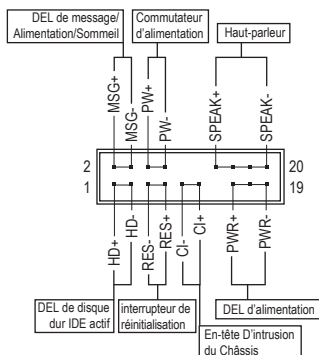 DEL de message/
Alimentation/Sommeil
Commutateur
d'alimentation
Haut-parleur
MSG+
MSG-
PW+
PW-
SPEAK+
SPEAK-
2
20
1
19
HD+
HD-
RES-
RES+
CI-
CI+
PWR+
PWR-
DEL de disque
dur IDE actif
interrupteur de
réinitialisation
DEL d'alimentation
En-tête D'intrusion
du Châssis